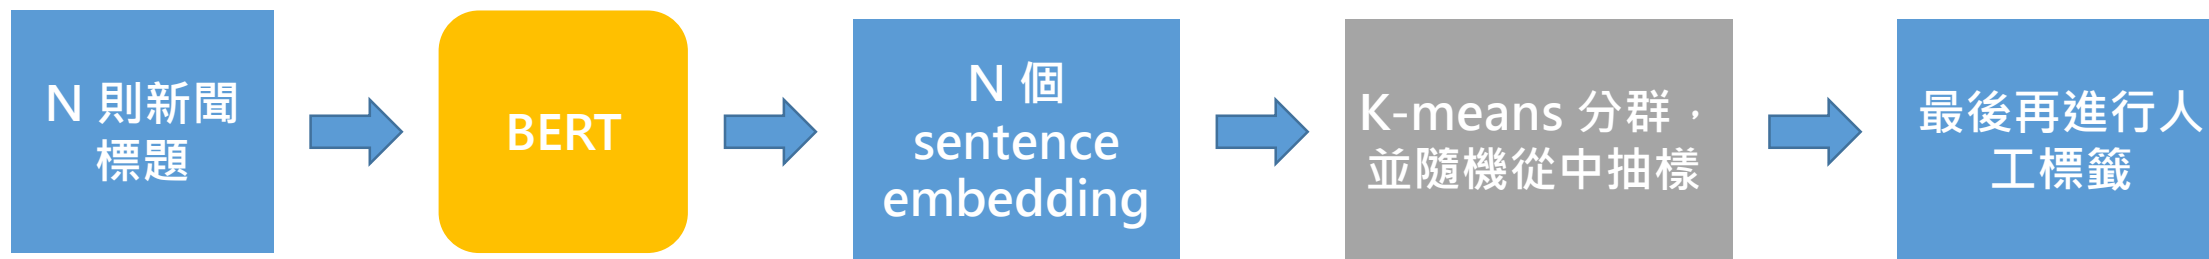 N 則新聞
標題
BERT
N 個
sentence
embedding
K-means 分群，
並隨機從中抽樣
最後再進行人
工標籤